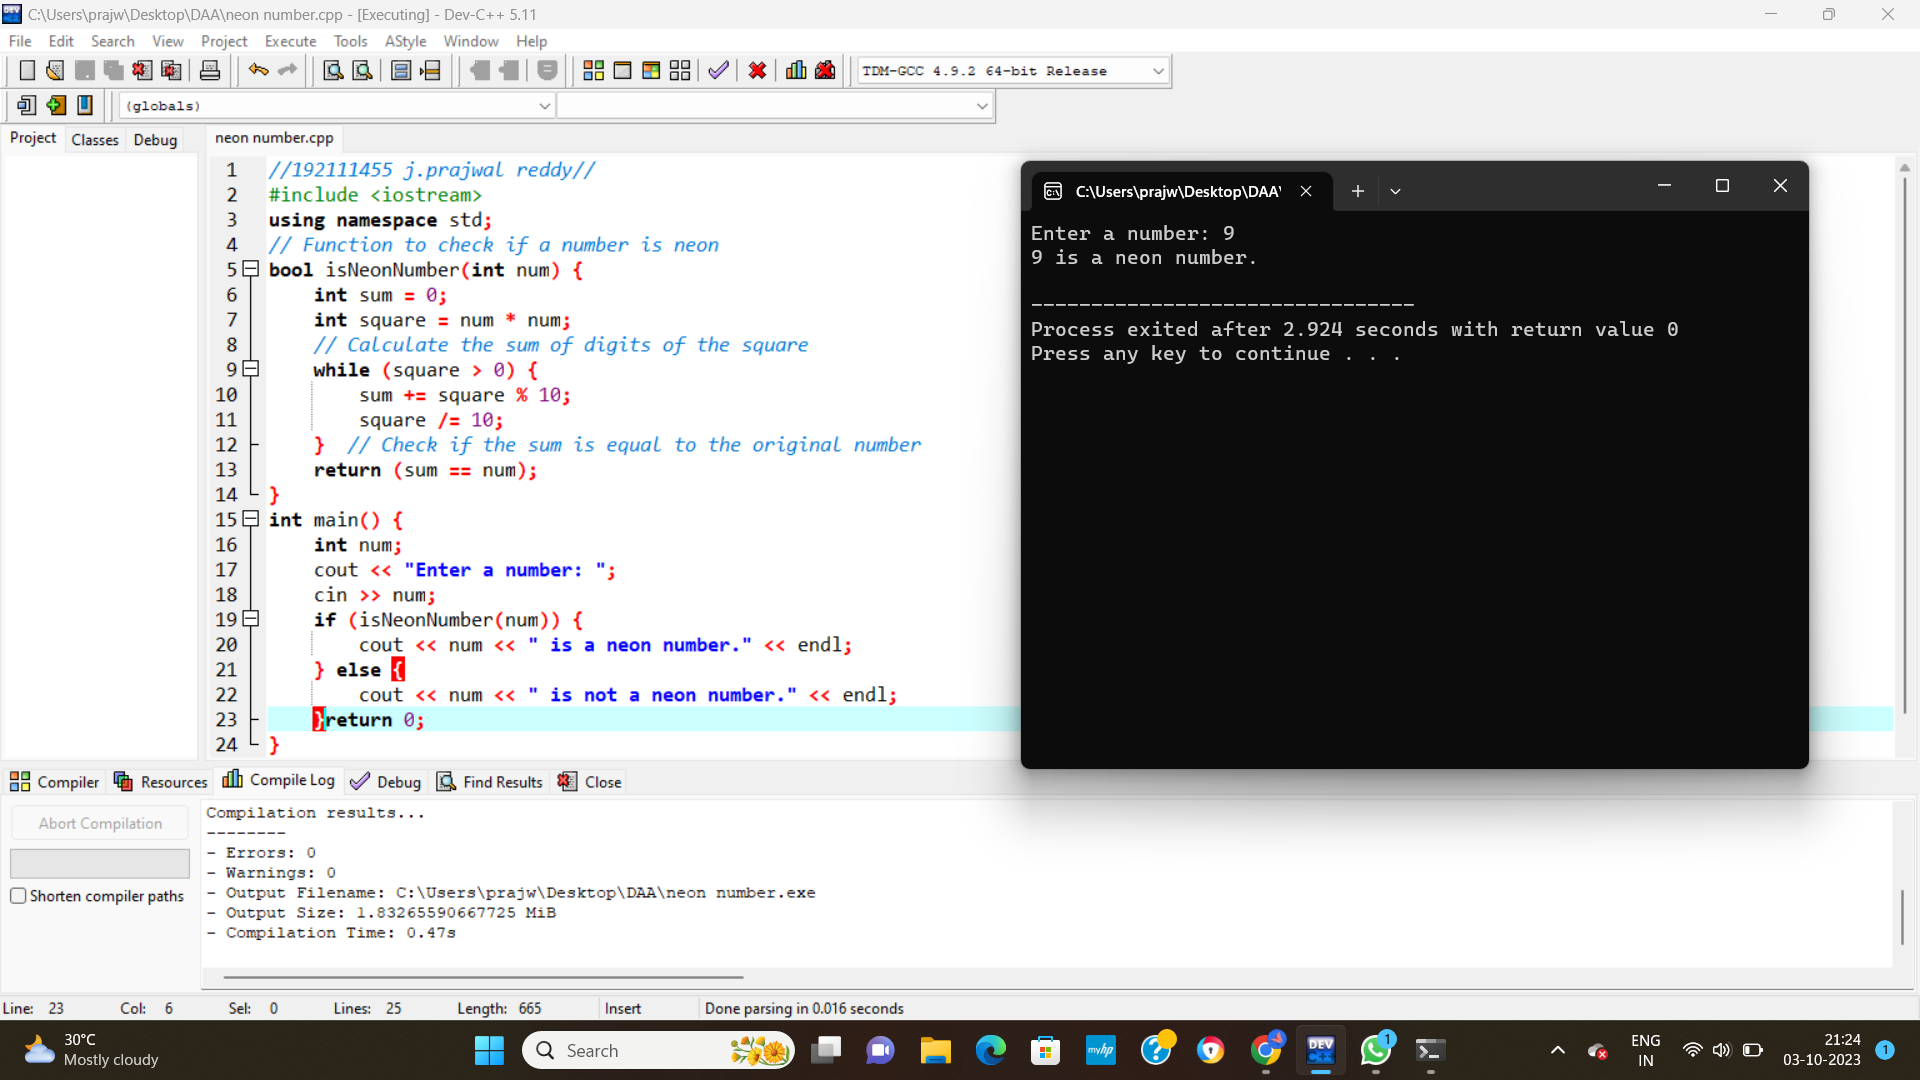 C:\Users\prajw\Desktop\DAA\neon number.cpp - [Executing] - Dev-C++ 5.11
File Edit Search View Project Execute Tools AStyle Window Help
TDM-GCC 4.9.2 64-bit Release
(globals)
Project Classes Debug
neon number.cpp
1 //192111455 j.prajwal reddy//
2 #include <iostream>
3 using namespace std;
4 // Function to check if a number is neon
5 bool isNeonNumber(int num) {
6 int sum = 0;
7 int square = num * num;
8 // Calculate the sum of digits of the square
9 while (square > 0) {
10 sum += square % 10;
11 square /= 10;
12 } // Check if the sum is equal to the original number
13 return (sum == num);
14 }
15 int main() {
16 int num;
17 cout << "Enter a number: ";
18 cin >> num;
19 if (isNeonNumber(num)) {
20 cout << num << " is a neon number." << endl;
21 } else {
22 cout << num << " is not a neon number." << endl;
23 }return 0;
24 }
C:\Users\prajw\Desktop\DAA\
Enter a number: 9
9 is a neon number.
--------------------------------
Process exited after 2.924 seconds with return value 0
Press any key to continue . . .
Compiler Resources Compile Log Debug Find Results Close
Abort Compilation
Shorten compiler paths
Compilation results...
--------
- Errors: 0
- Warnings: 0
- Output Filename: C:\Users\prajw\Desktop\DAA\neon number.exe
- Output Size: 1.83265590667725 MiB
- Compilation Time: 0.47s
Line: 23 Col: 6 Sel: 0 Lines: 25 Length: 665 Insert Done parsing in 0.016 seconds
30°C
Mostly cloudy
Search
myhp
DEV
C++
1
ENG
IN
21:24
03-10-2023
1